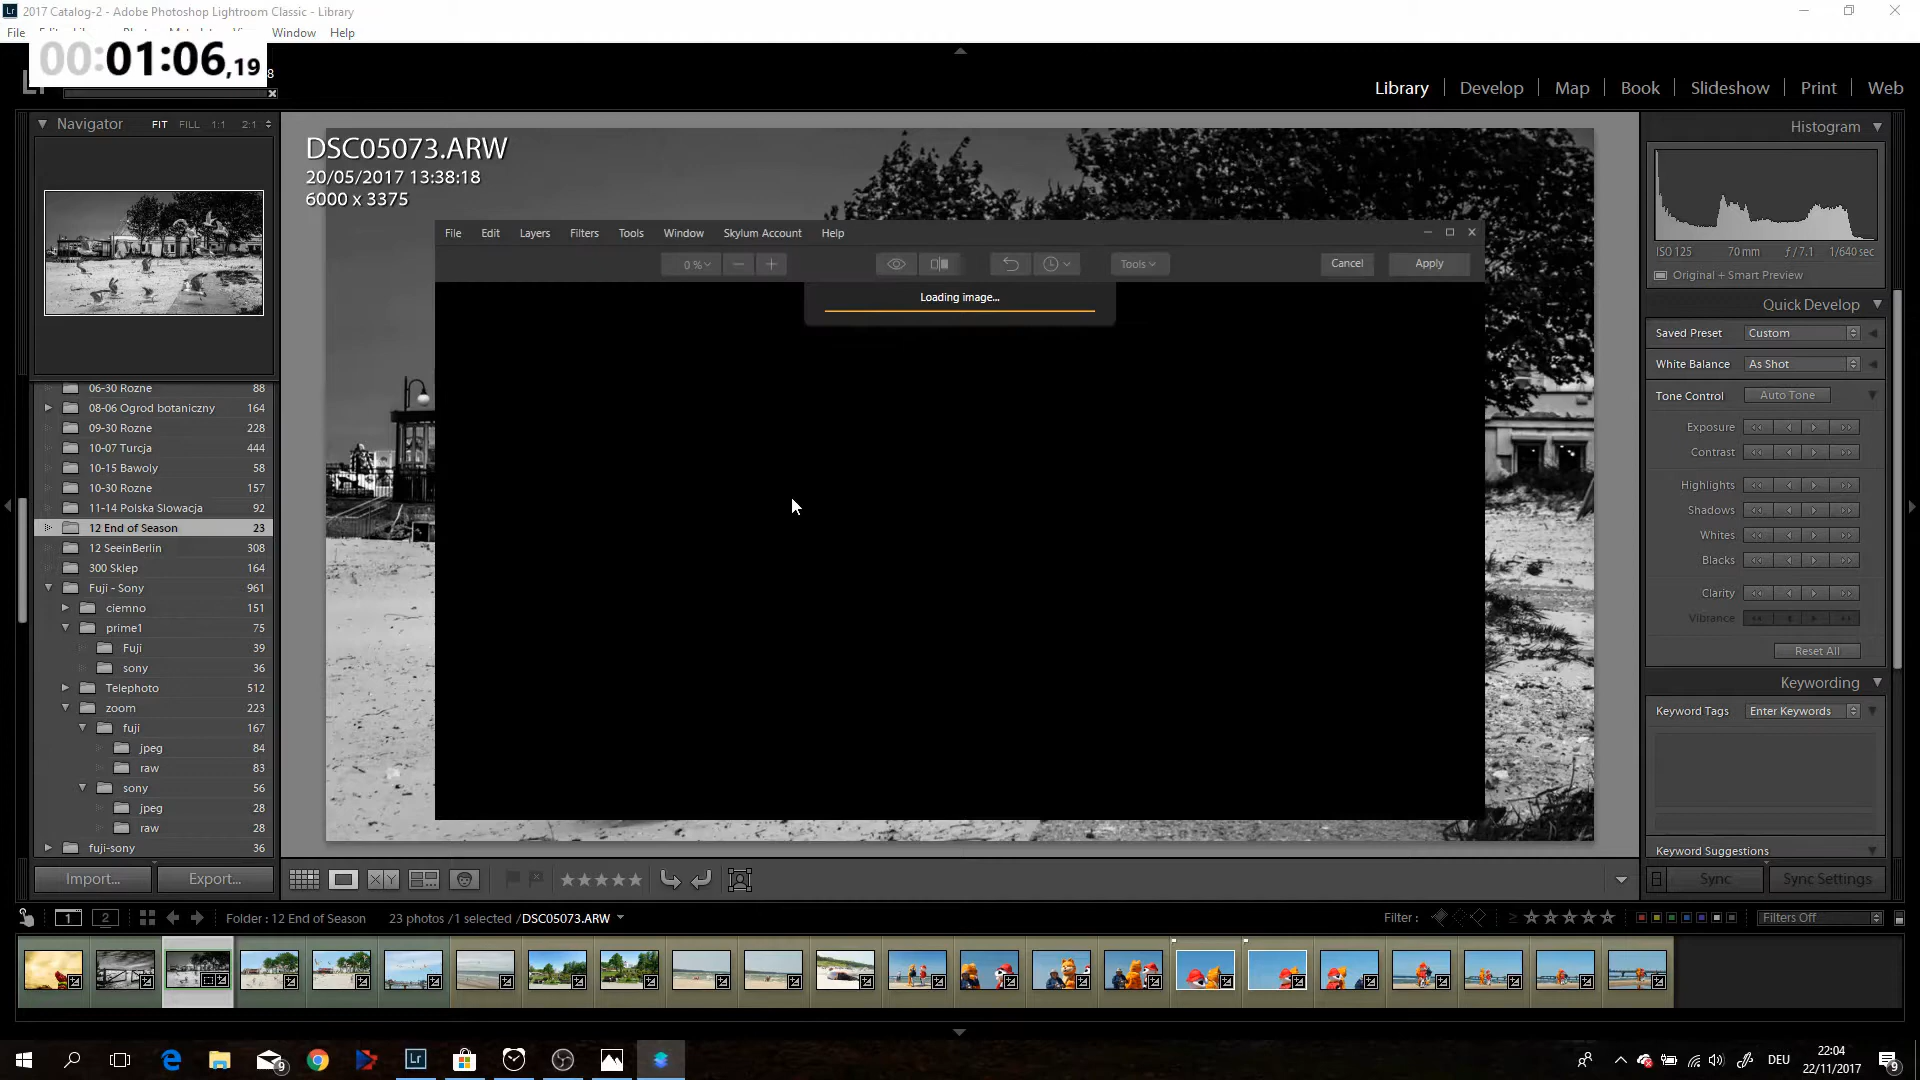 2017 Catalog-2 - Adobe Photoshop Lightroom Classic - Library
File
Window Help
00:01:06,19
8
Library Develop Map Book Slideshow Print Web
Navigator FIT FILL 1:1 2:1
06-30 Rozne 88
08-06 Ogrod botaniczny 164
09-30 Rozne 228
10-07 Turcja 444
10-15 Bawoly 58
10-30 Rozne 157
11-14 Polska Slowacja 92
12 End of Season 23
12 SeeinBerlin 308
300 Sklep 164
Fuji - Sony 961
ciemno 151
prime1 75
Fuji 39
sony 36
Telephoto 512
zoom 223
fuji 167
jpeg 84
raw 83
sony 56
jpeg 28
raw 28
fuji-sony 36
Import... Export...
DSC05073.ARW
20/05/2017 13:38:18
6000 x 3375
File Edit Layers Filters Tools Window Skylum Account Help
0 % Tools Cancel Apply
Loading image...
Histogram
ISO 125 70 mm ƒ / 7.1 1/640 sec
Original + Smart Preview
Quick Develop
Saved Preset Custom
White Balance As Shot
Tone Control Auto Tone
Exposure
Contrast
Highlights
Shadows
Whites
Blacks
Clarity
Vibrance
Reset All
Keywording
Keyword Tags Enter Keywords
Keyword Suggestions
Sync Sync Settings
XY
1 2 Folder : 12 End of Season 23 photos / 1 selected / DSC05073.ARW Filter : Filters Off
Lr 9 DEU 22:04
22/11/2017 9